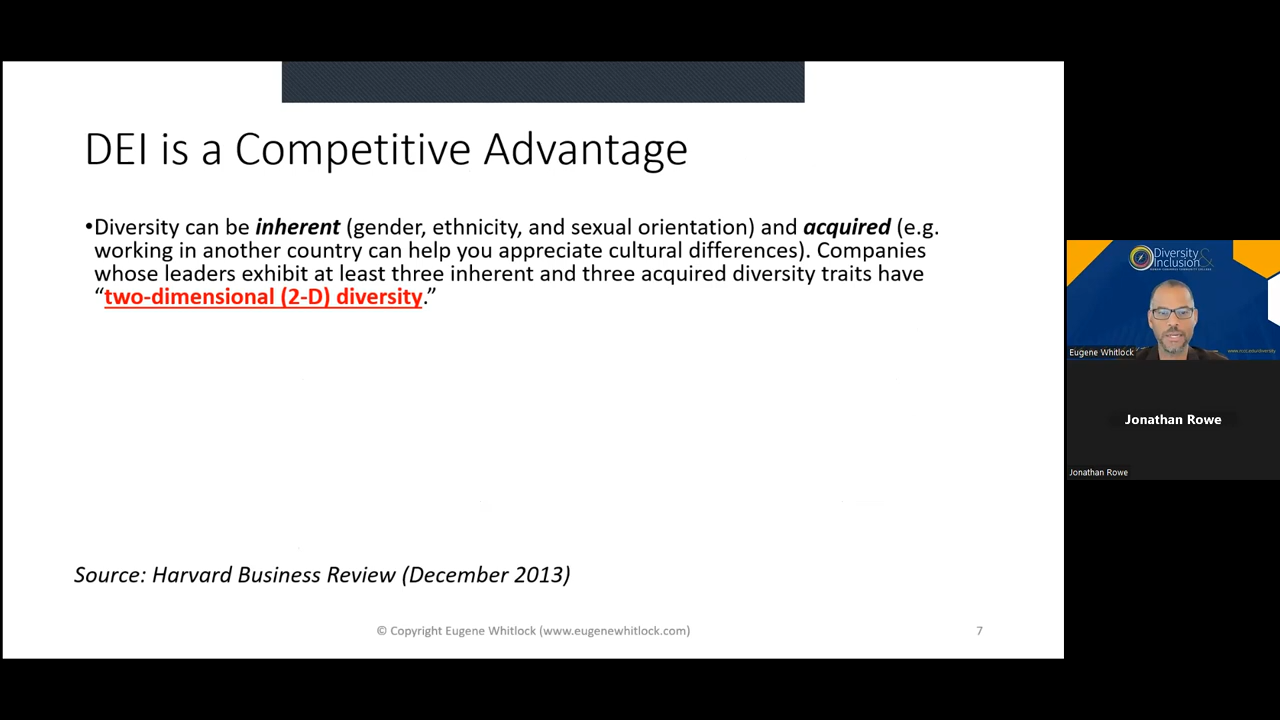 DEI is a Competitive Advantage
•Diversity can be inherent (gender, ethnicity, and sexual orientation) and acquired (e.g.
working in another country can help you appreciate cultural differences). Companies
whose leaders exhibit at least three inherent and three acquired diversity traits have
“two-dimensional (2-D) diversity.”
Source: Harvard Business Review (December 2013)
© Copyright Eugene Whitlock (www.eugenewhitlock.com)
7
Diversity &
Inclusion
Eugene Whitlock
Jonathan Rowe
Jonathan Rowe